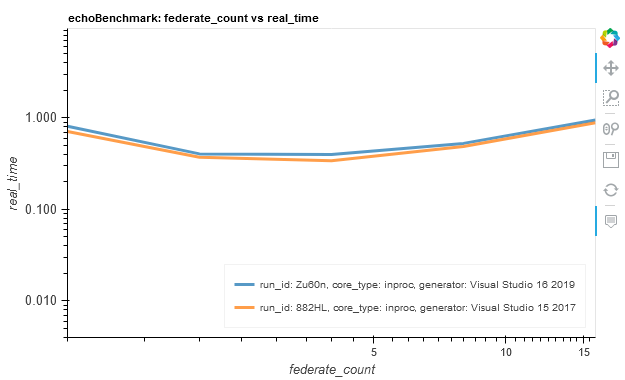 echoBenchmark: federate_count vs real_time
1.000
0.100
0.010
real_time
run_id: Zu60n, core_type: inproc, generator: Visual Studio 16 2019
run_id: 882HL, core_type: inproc, generator: Visual Studio 15 2017
5
10
15
federate_count